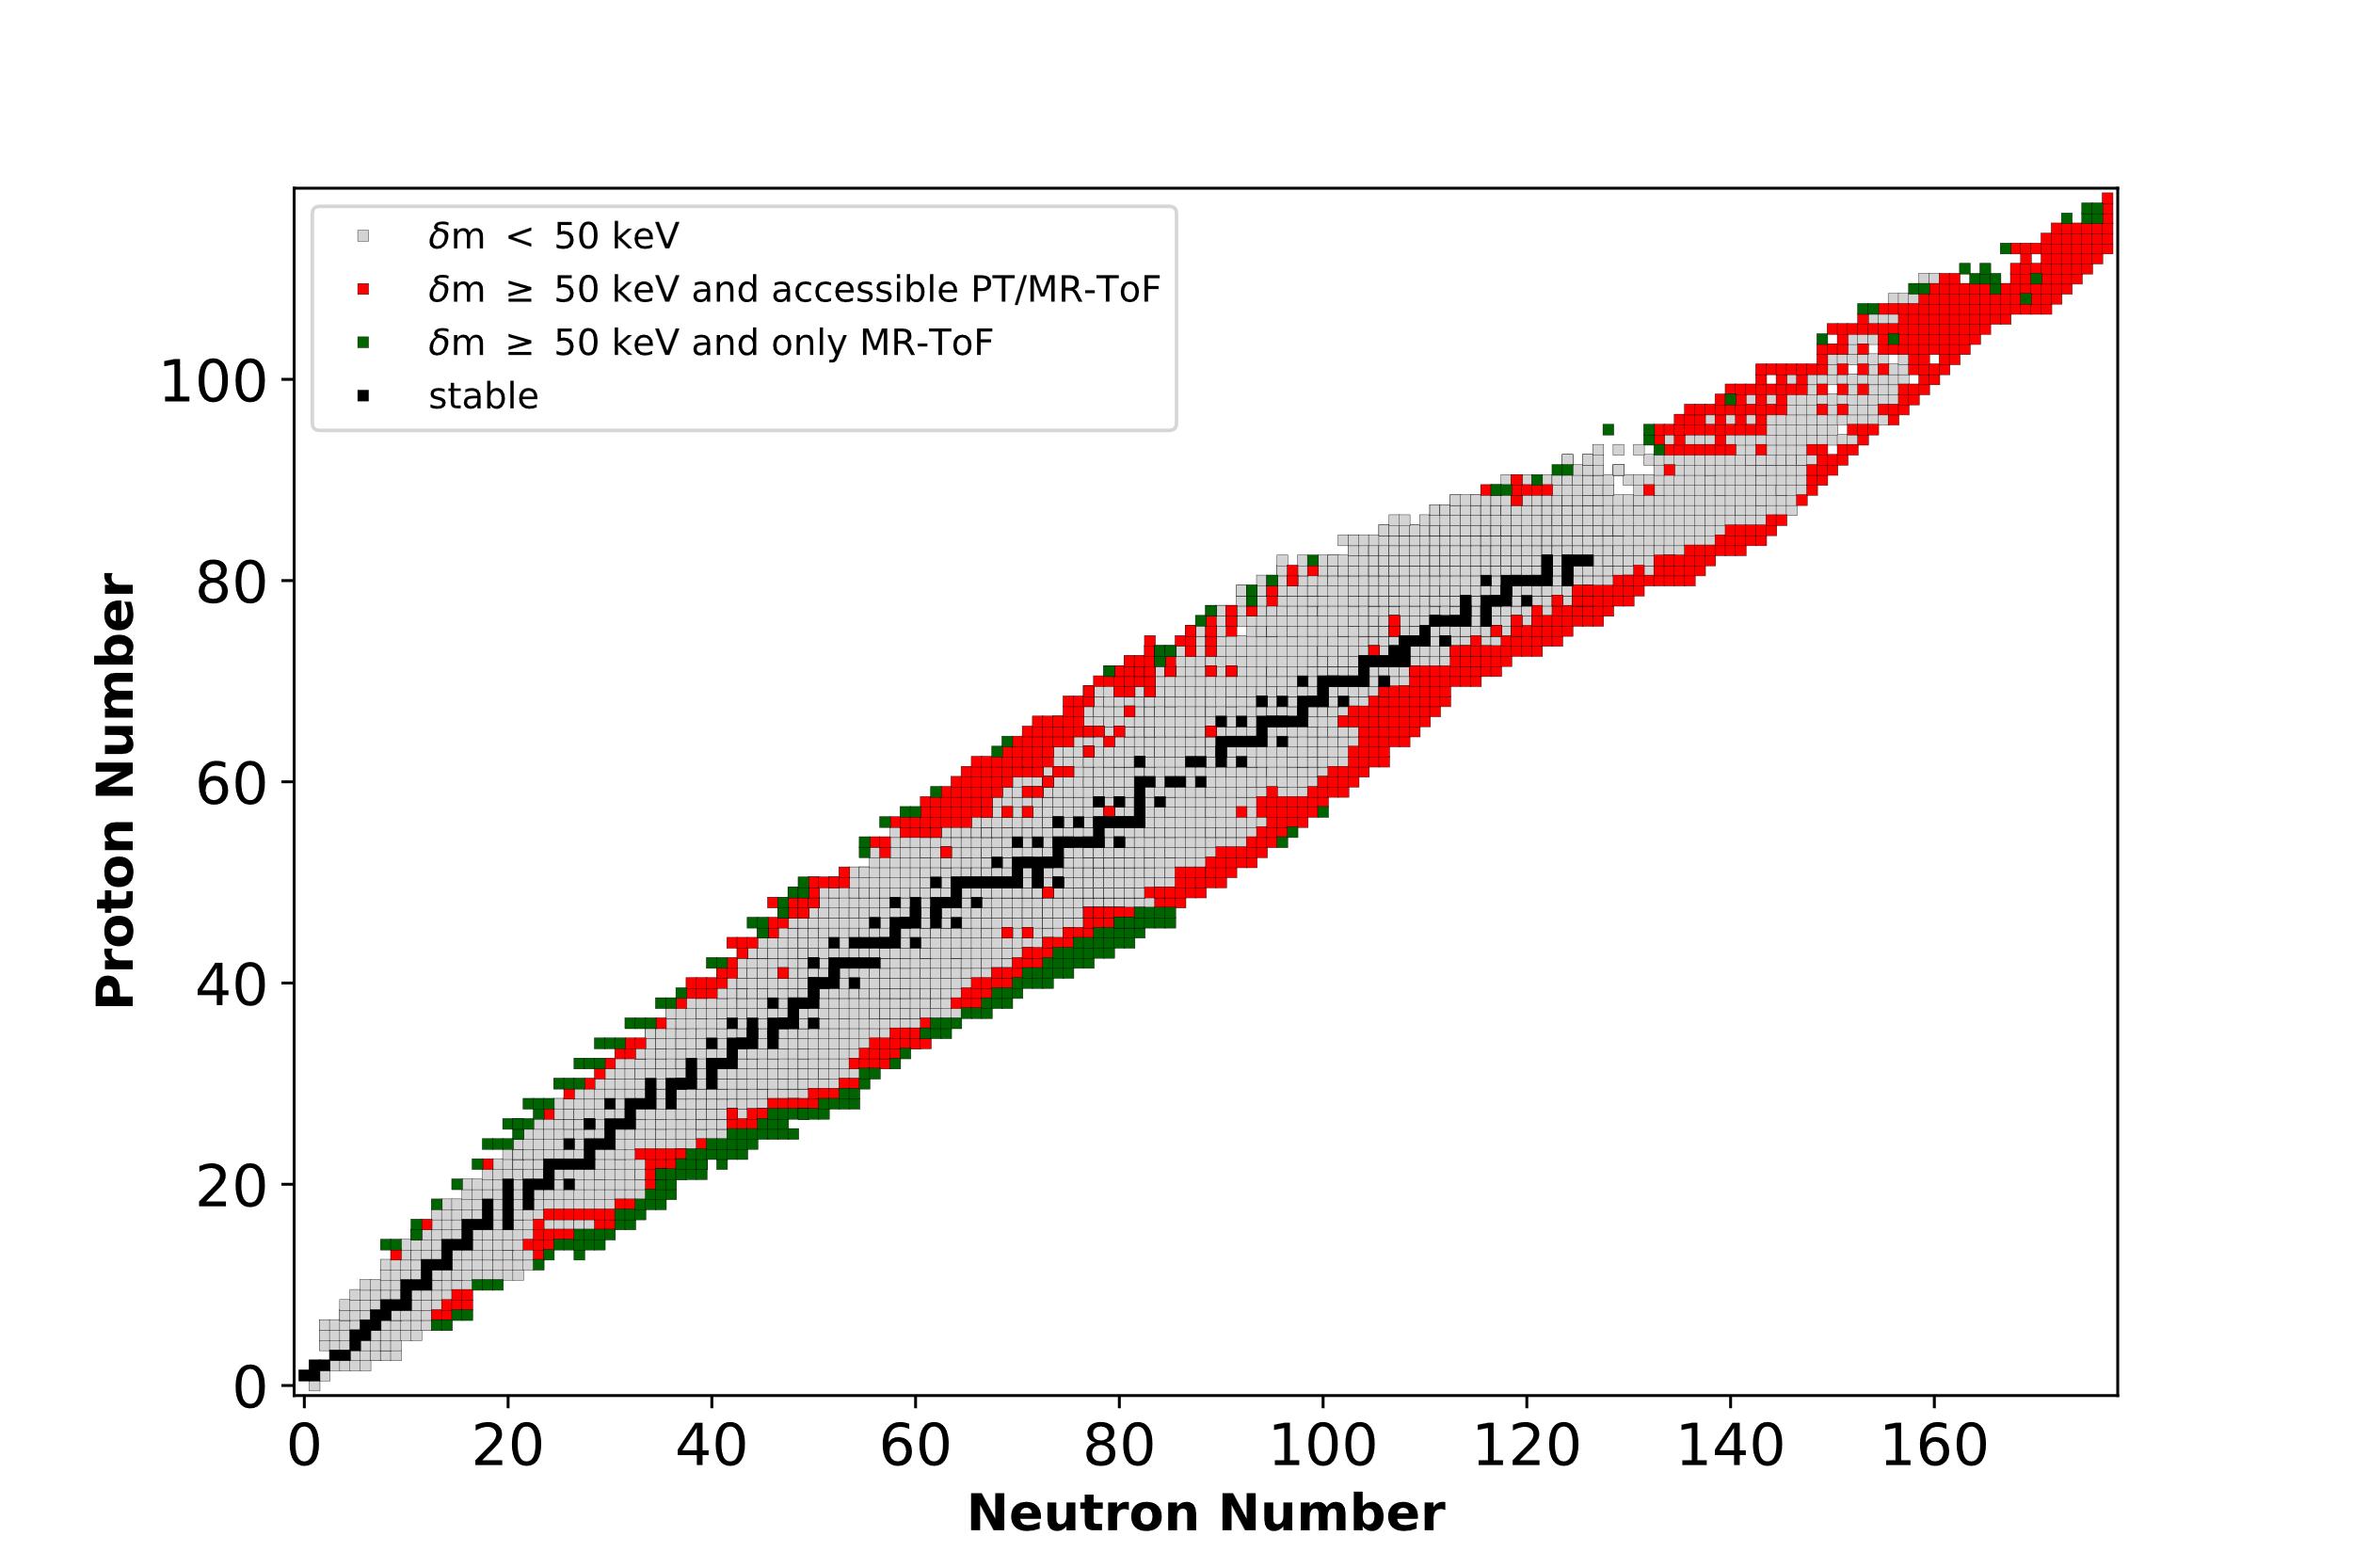 δm < 50 keV
δm ≥ 50 keV and accessible PT/MR-ToF
δm ≥ 50 keV and only MR-ToF
stable
100
80
60
40
20
0
Proton Number
0 20 40 60 80 100 120 140 160
Neutron Number